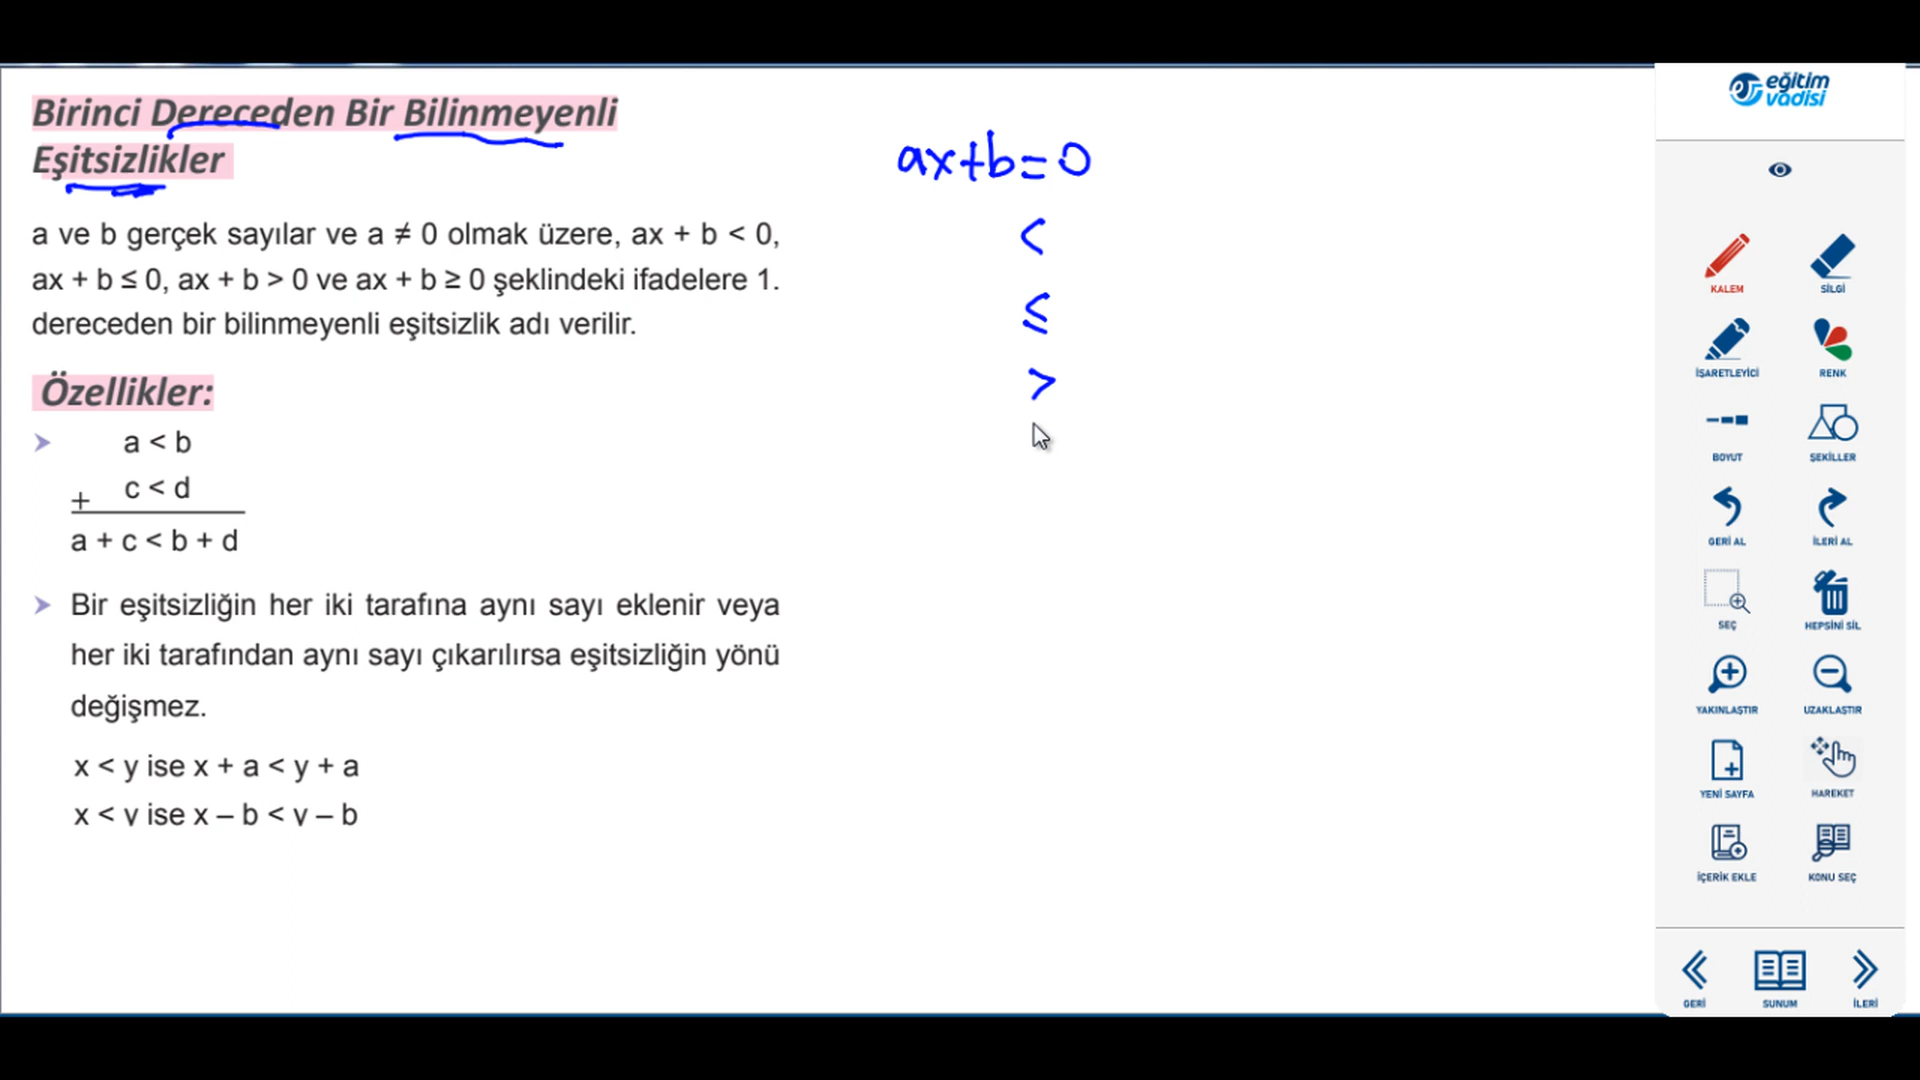 Birinci Dereceden Bir Bilinmeyenli
Eşitsizlikler
a ve b gerçek sayılar ve a ≠ 0 olmak üzere, ax + b < 0,
ax + b ≤ 0, ax + b > 0 ve ax + b ≥ 0 şeklindeki ifadelere 1.
dereceden bir bilinmeyenli eşitsizlik adı verilir.
Özellikler:
➤ a < b
+ c < d
a + c < b + d
➤ Bir eşitsizliğin her iki tarafına aynı sayı eklenir veya
her iki tarafından aynı sayı çıkarılırsa eşitsizliğin yönü
değişmez.
x < y ise x + a < y + a
x < y ise x – b < y – b
ax+b=0
<
≤
>
eğitim
vadisi
KALEM
SİLGİ
İŞARETLEYİCİ
RENK
BOYUT
ŞEKİLLER
GERİ AL
İLERİ AL
SEÇ
HEPSİNİ SİL
YAKINLAŞTIR
UZAKLAŞTIR
YENİ SAYFA
HAREKET
İÇERİK EKLE
KONU SEÇ
GERİ
SUNUM
İLERİ